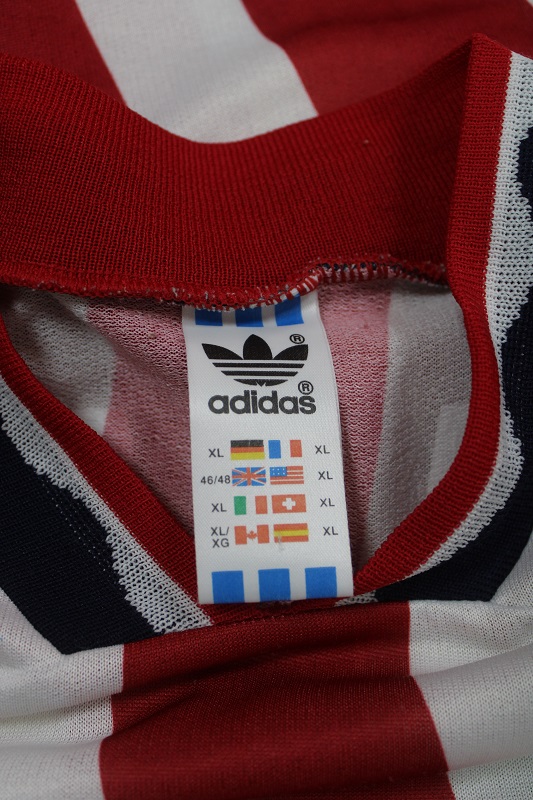 ®
adidas ®
XL XL
46/48 XL
XL XL
XL/ XL
XG